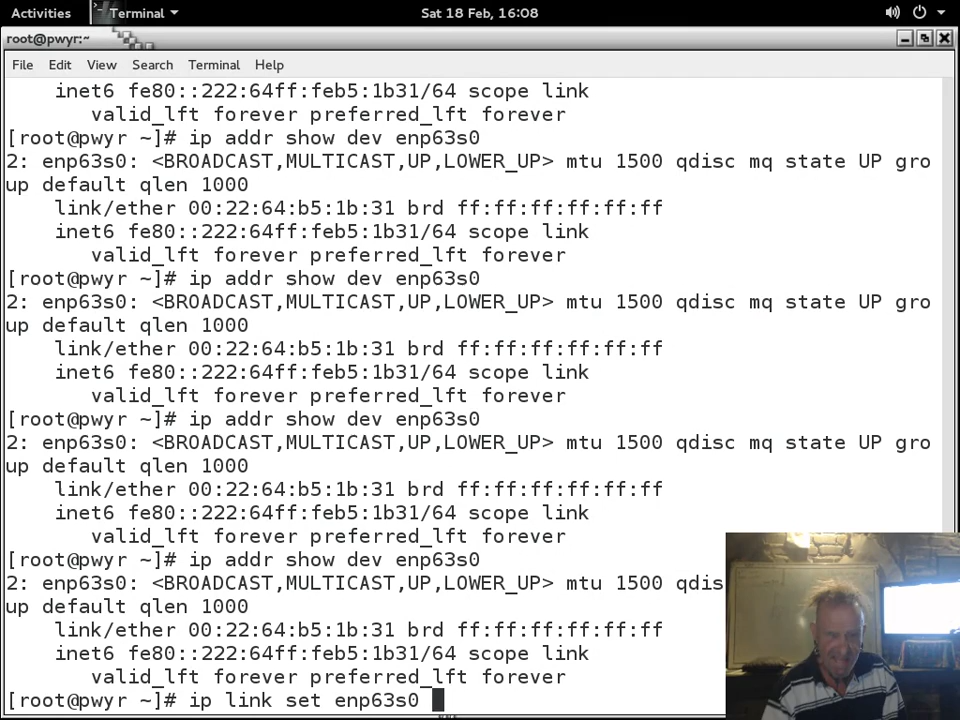 Activities Terminal Sat 18 Feb, 16:08
root@pwyr:~
File Edit View Search Terminal Help
inet6 fe80::222:64ff:feb5:1b31/64 scope link
valid_lft forever preferred_lft forever
[root@pwyr ~]# ip addr show dev enp63s0
2: enp63s0: <BROADCAST,MULTICAST,UP,LOWER_UP> mtu 1500 qdisc mq state UP gro
up default qlen 1000
link/ether 00:22:64:b5:1b:31 brd ff:ff:ff:ff:ff:ff
inet6 fe80::222:64ff:feb5:1b31/64 scope link
valid_lft forever preferred_lft forever
[root@pwyr ~]# ip addr show dev enp63s0
2: enp63s0: <BROADCAST,MULTICAST,UP,LOWER_UP> mtu 1500 qdisc mq state UP gro
up default qlen 1000
link/ether 00:22:64:b5:1b:31 brd ff:ff:ff:ff:ff:ff
inet6 fe80::222:64ff:feb5:1b31/64 scope link
valid_lft forever preferred_lft forever
[root@pwyr ~]# ip addr show dev enp63s0
2: enp63s0: <BROADCAST,MULTICAST,UP,LOWER_UP> mtu 1500 qdisc mq state UP gro
up default qlen 1000
link/ether 00:22:64:b5:1b:31 brd ff:ff:ff:ff:ff:ff
inet6 fe80::222:64ff:feb5:1b31/64 scope link
valid_lft forever preferred_lft forever
[root@pwyr ~]# ip addr show dev enp63s0
2: enp63s0: <BROADCAST,MULTICAST,UP,LOWER_UP> mtu 1500 qdis
up default qlen 1000
link/ether 00:22:64:b5:1b:31 brd ff:ff:ff:ff:ff:ff
inet6 fe80::222:64ff:feb5:1b31/64 scope link
valid_lft forever preferred_lft forever
[root@pwyr ~]# ip link set enp63s0